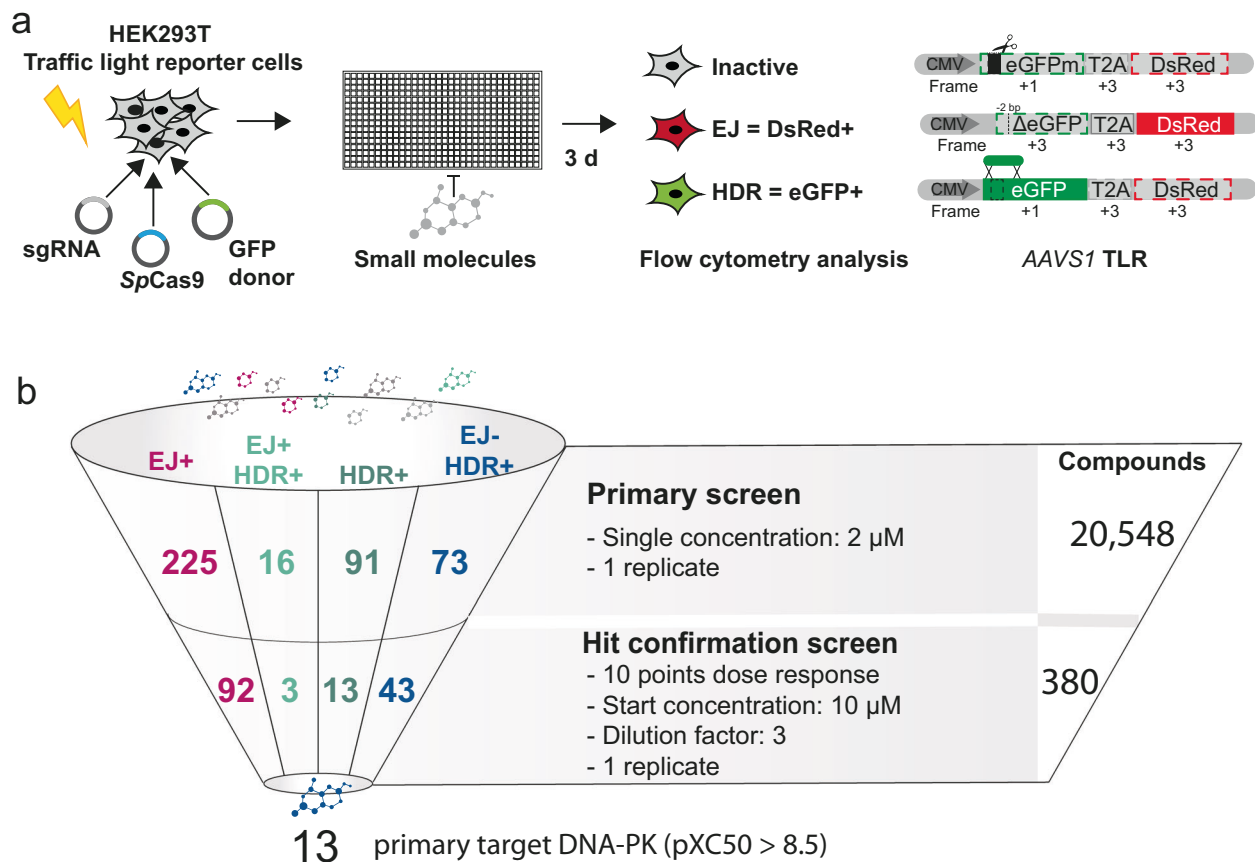 a
HEK293T
Traffic light reporter cells
sgRNA
SpCas9
GFP
donor
Small molecules
3 d
Inactive
EJ = DsRed+
HDR = eGFP+
Flow cytometry analysis
CMV eGFPm T2A DsRed
Frame +1 +3 +3
-2 bp
CMV ΔeGFP T2A DsRed
Frame +3 +3 +3
CMV eGFP T2A DsRed
Frame +1 +3 +3
AAVS1 TLR
b
EJ+
EJ+
HDR+
HDR+
EJ-
HDR+
225 16 91 73
92 3 13 43
Compounds
Primary screen
- Single concentration: 2 µM
- 1 replicate
20,548
Hit confirmation screen
- 10 points dose response
- Start concentration: 10 µM
- Dilution factor: 3
- 1 replicate
380
13 primary target DNA-PK (pXC50 > 8.5)